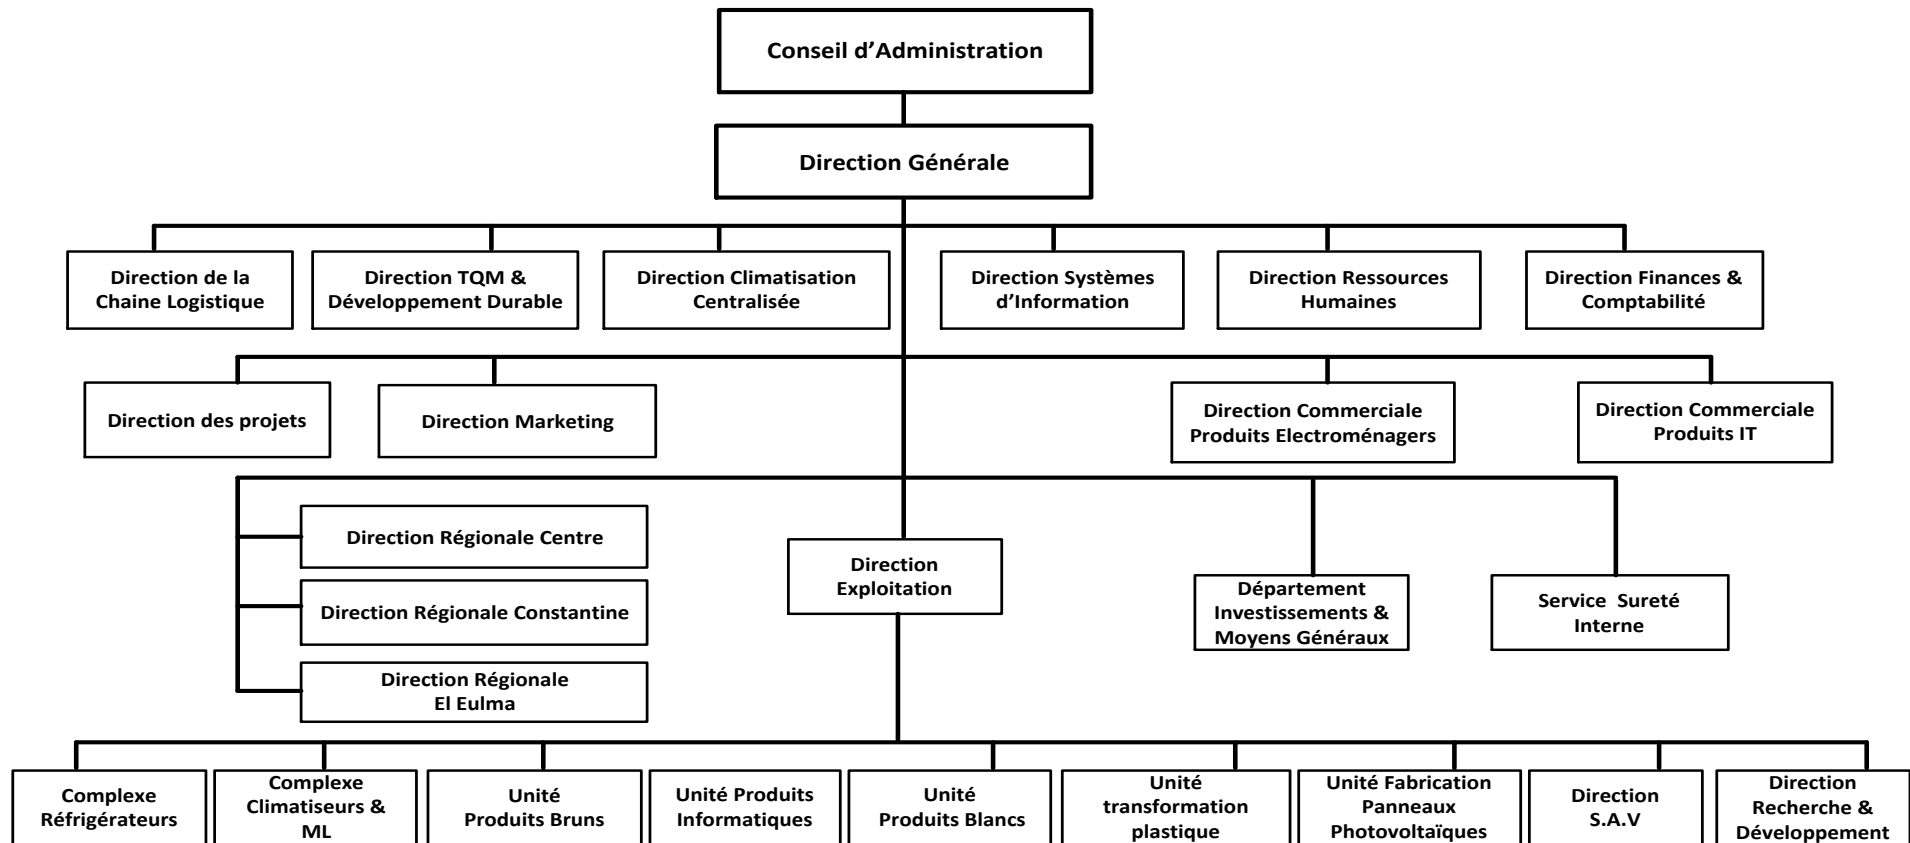 Conseil d’Administration
Direction Générale
Direction de la
Chaine Logistique
Direction TQM &
Développement Durable
Direction Climatisation
Centralisée
Direction Systèmes
d’Information
Direction Ressources
Humaines
Direction Finances &
Comptabilité
Direction des projets
Direction Marketing
Direction Commerciale
Produits Electroménagers
Direction Commerciale
Produits IT
Direction Régionale Centre
Direction Régionale Constantine
Direction Régionale
El Eulma
Direction
Exploitation
Département
Investissements &
Moyens Généraux
Service Sureté
Interne
Complexe
Réfrigérateurs
Complexe
Climatiseurs &
ML
Unité
Produits Bruns
Unité Produits
Informatiques
Unité
Produits Blancs
Unité
transformation
plastique
Unité Fabrication
Panneaux
Photovoltaïques
Direction
S.A.V
Direction
Recherche &
Développement